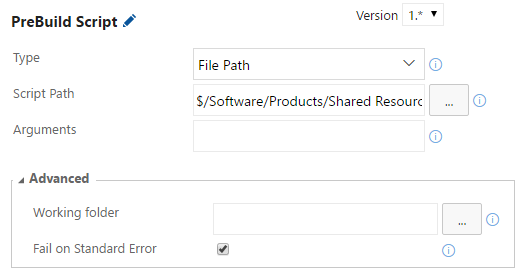 PreBuild Script Version 1.*
Type File Path
Script Path $/Software/Products/Shared Resourc ...
Arguments
Advanced
Working folder ...
Fail on Standard Error